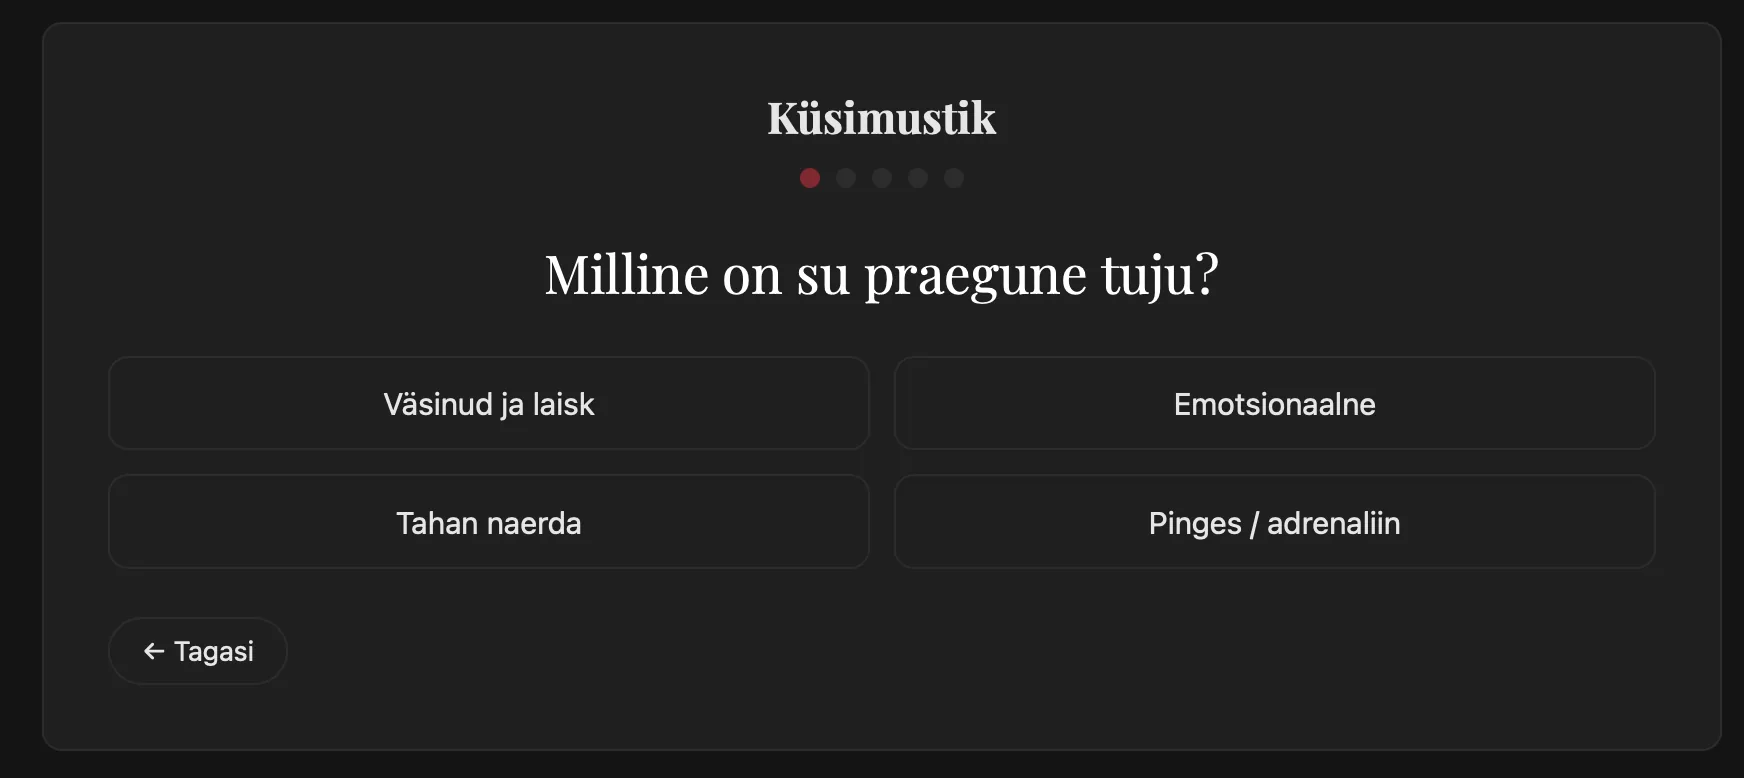 Küsimustik
Milline on su praegune tuju?
Väsinud ja laisk
Emotsionaalne
Tahan naerda
Pinges / adrenaliin
← Tagasi